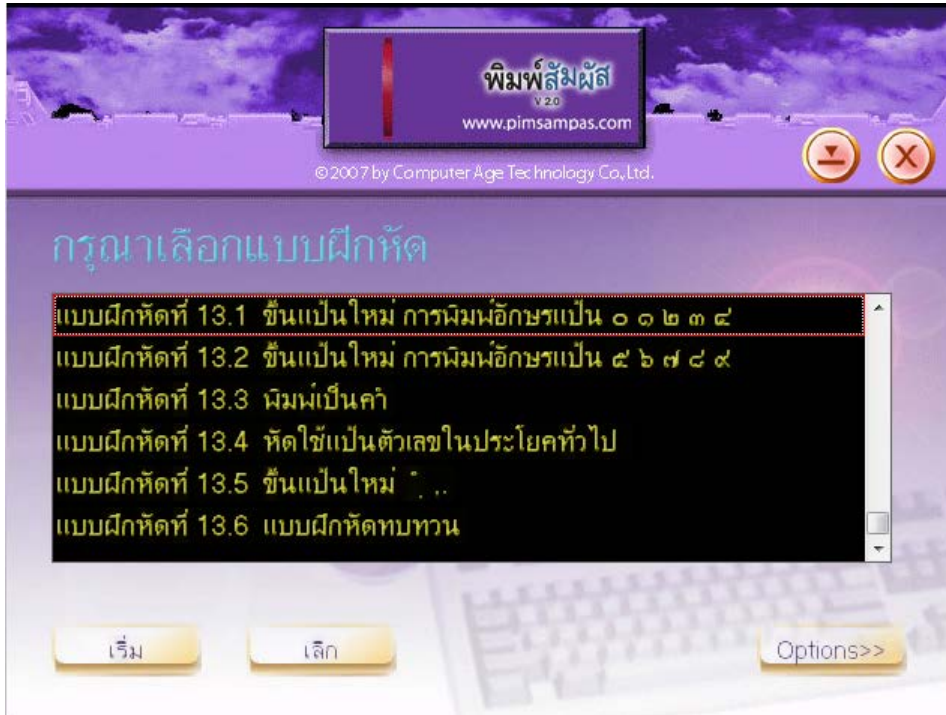 พิมพ์สัมผัส
V 2.0
www.pimsampas.com
©2007 by Computer Age Technology Co,Ltd.
กรุณาเลือกแบบฝึกหัด
แบบฝึกหัดที่ 13.1 ขึ้นแป้นใหม่ การพิมพ์อักษรแป้น ๐ ๑ ๒ ๓ ๔
แบบฝึกหัดที่ 13.2 ขึ้นแป้นใหม่ การพิมพ์อักษรแป้น ๕ ๖ ๗ ๘ ๙
แบบฝึกหัดที่ 13.3 พิมพ์เป็นคำ
แบบฝึกหัดที่ 13.4 หัดใช้แป้นตัวเลขในประโยคทั่วไป
แบบฝึกหัดที่ 13.5 ขึ้นแป้นใหม่
แบบฝึกหัดที่ 13.6 แบบฝึกหัดทบทวน
เริ่ม เลิก Options>>